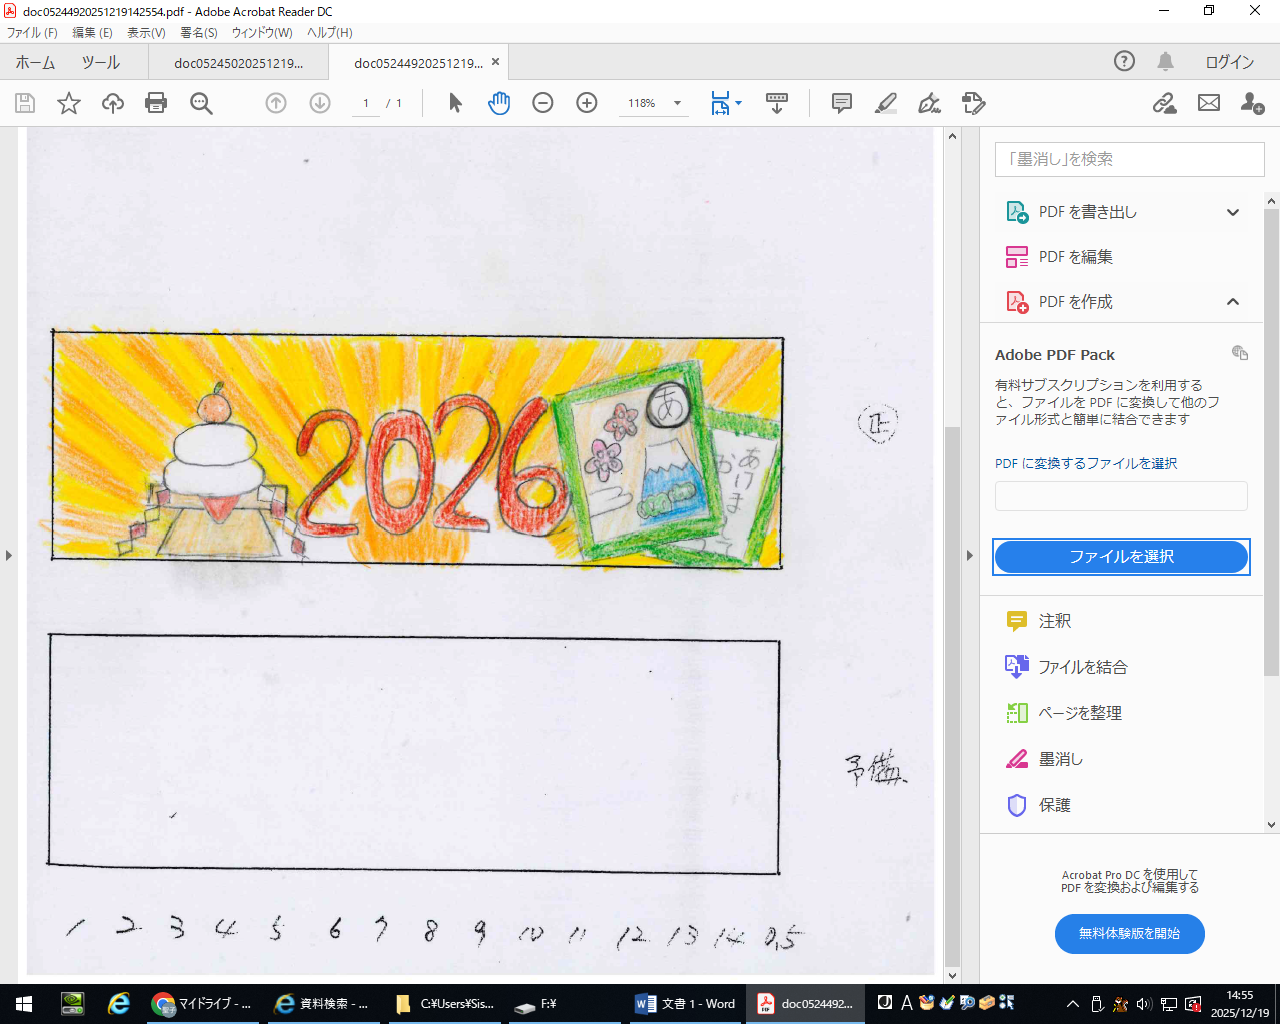 doc05244920251219142554.pdf - Adobe Acrobat Reader DC
ファイル (F) 編集 (E) 表示(V) 署名(S) ウィンドウ(W) ヘルプ(H)
ホーム ツール doc05245020251219... doc05244920251219... × ログイン
1 / 1 118%
「墨消し」を検索
PDF を書き出し
PDF を編集
PDF を作成
Adobe PDF Pack
有料サブスクリプションを利用する
と、ファイルを PDF に変換して他のフ
ァイル形式と簡単に結合できます
PDF に変換するファイルを選択
ファイルを選択
注釈
ファイルを結合
ページを整理
墨消し
保護
Acrobat Pro DC を使用して
PDF を変換および編集する
無料体験版を開始
2026
あ
あけま
お
して
正
予備
1 2 3 4 5 6 7 8 9 10 11 12 13 14 0.5
マイドライブ - ... 資料検索 - ... C:¥Users¥Sis... F:¥ 文書 1 - Word doc0524492... A
14:55
2025/12/19